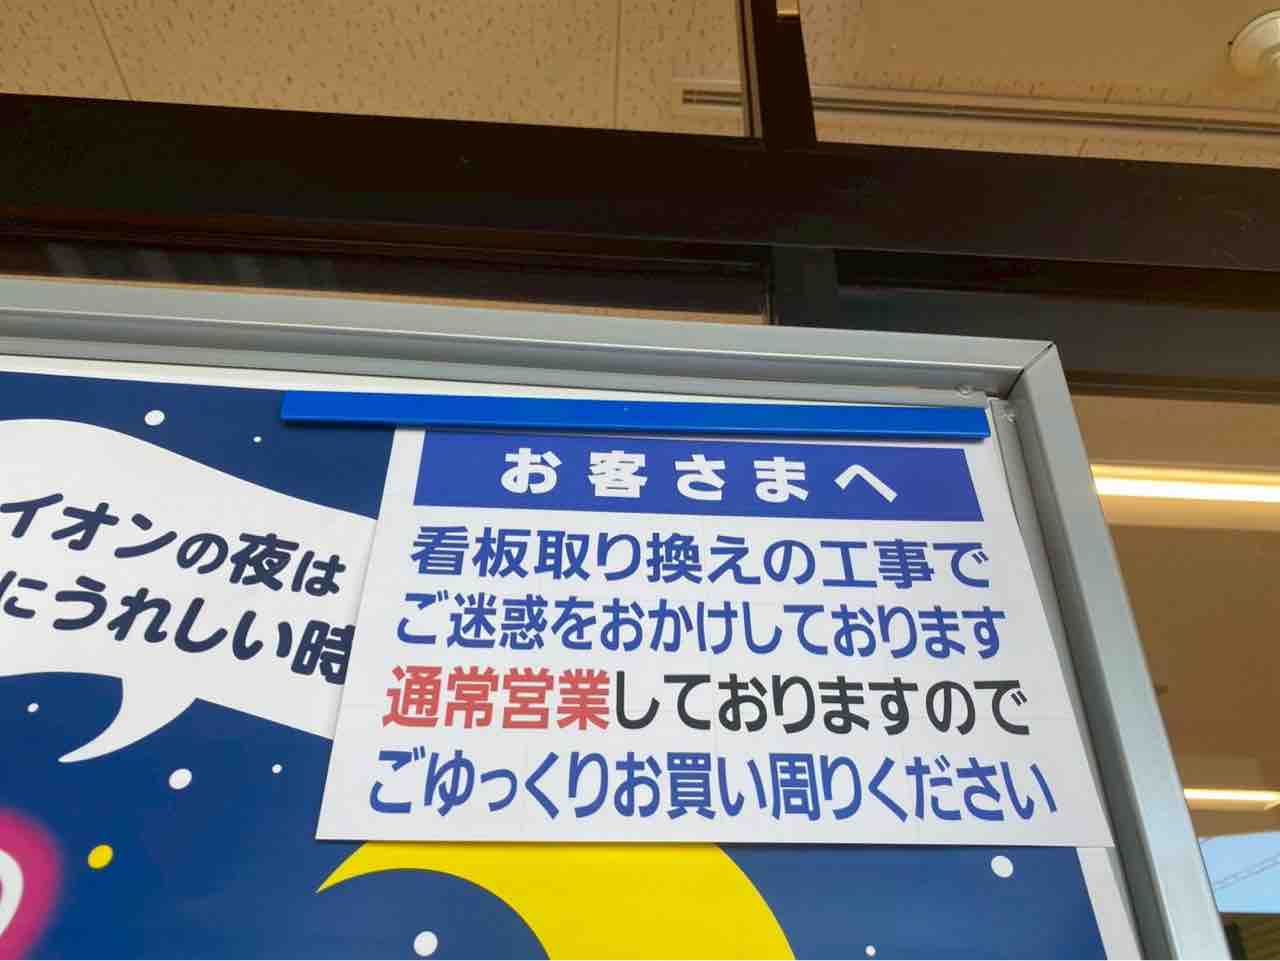 イオンの夜は
にうれしい時
お客さまへ
看板取り換えの工事で
ご迷惑をおかけしております
通常営業しておりますので
ごゆっくりお買い周りください